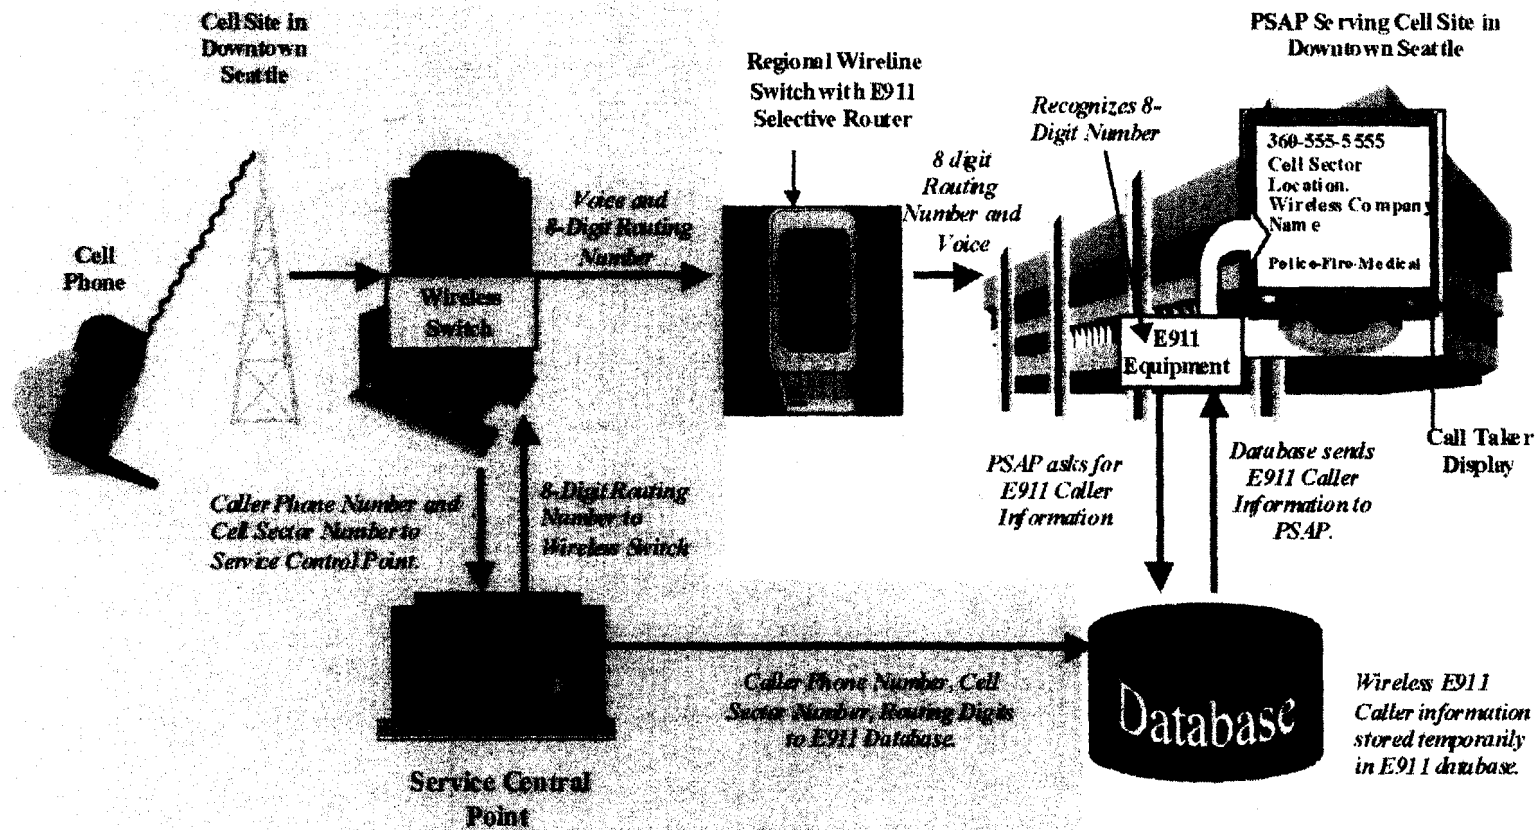 Cell Site in
Downtown
Seattle
PSAP Serving Cell Site in
Downtown Seattle
Regional Wireline
Switch with E911
Selective Router
Recognizes 8-
Digit Number
360-555-5555
Cell Sector
Location.
Wireless Company
Name
Police-Fire-Medical
8 digit
Routing
Number and
Voice
Voice and
8-Digit Routing
Number
Cell
Phone
Wireless
Switch
E911
Equipment
Call Taker
Display
PSAP asks for
E911 Caller
Information
Database sends
E911 Caller
Information to
PSAP.
Caller Phone Number and
Cell Sector Number to
Service Control Point.
8-Digit Routing
Number to
Wireless Switch
Caller Phone Number, Cell
Sector Number, Routing Digits
to E911 Database.
Database
Wireless E911
Caller information
stored temporarily
in E911 database.
Service Central
Point